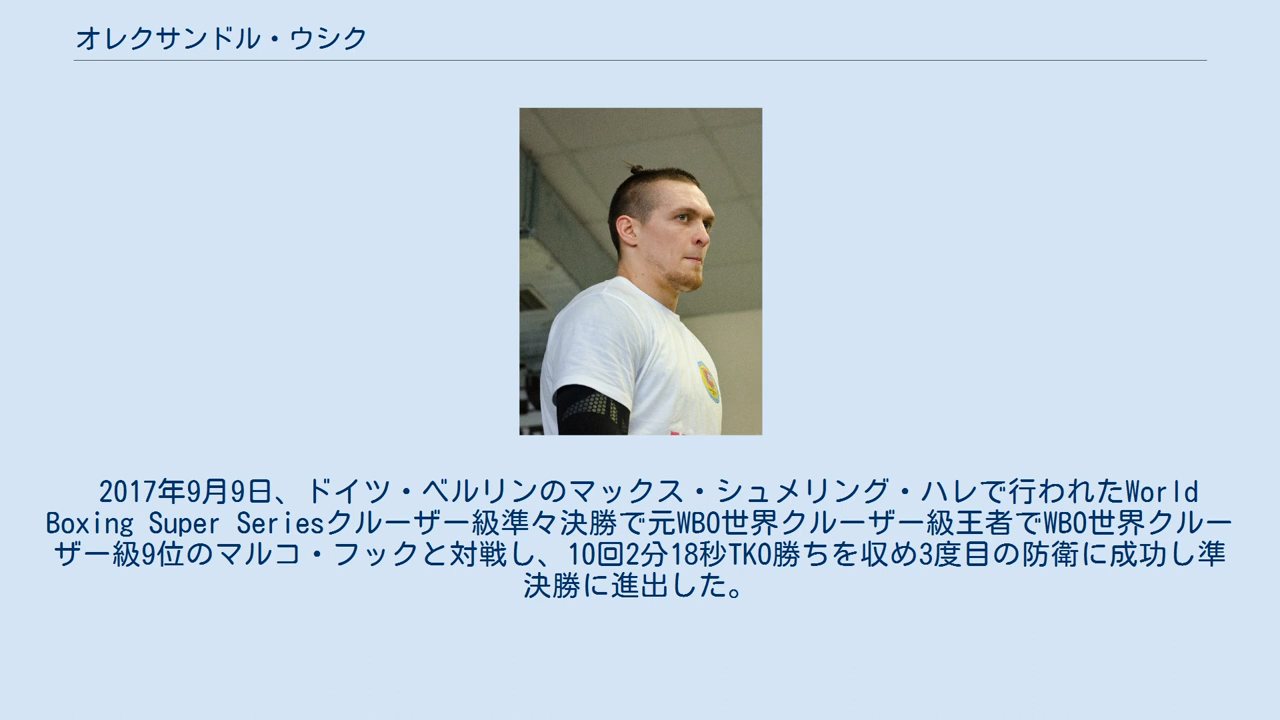 オレクサンドル・ウシク
2017年9月9日、ドイツ・ベルリンのマックス・シュメリング・ハレで行われたWorld
Boxing Super Seriesクルーザー級準々決勝で元WBO世界クルーザー級王者でWBO世界クルー
ザー級9位のマルコ・フックと対戦し、10回2分18秒TKO勝ちを収め3度目の防衛に成功し準
決勝に進出した。